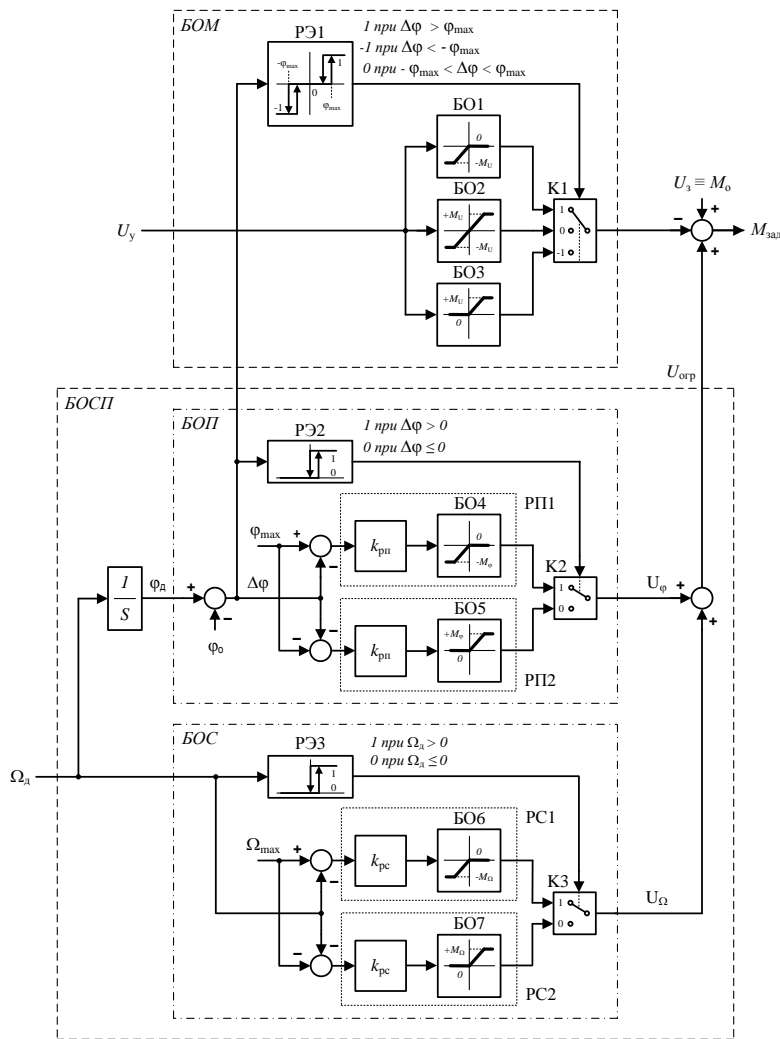 БОМ
РЭ1
1 при Δφ > φmax
-1 при Δφ < - φmax
0 при - φmax < Δφ < φmax
-φmax
1
0
-1
φmax
БО1
0
-MU
БО2
+MU
-MU
БО3
+MU
0
К1
1
0
-1
Uу
Uз ≡ Mо
+
−
+
Mзад
Uогр
БОСП
БОП
РЭ2
1 при Δφ > 0
0 при Δφ ≤ 0
1
0
РП1
φmax
+
−
kрп
БО4
0
-Mφ
К2
1
0
1
S
φд
+
−
φо
Δφ
−
−
kрп
БО5
+Mφ
0
РП2
Uφ
+
+
БОС
РЭ3
1 при Ωд > 0
0 при Ωд ≤ 0
1
0
Ωд
РС1
Ωmax
+
−
kрс
БО6
0
-MΩ
К3
1
0
−
−
kрс
БО7
+MΩ
0
РС2
UΩ